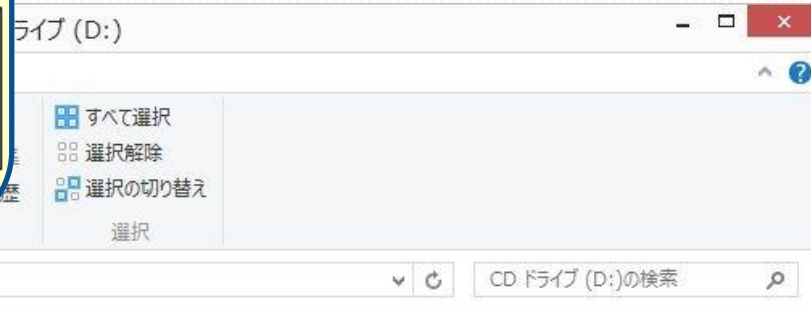 ライブ (D:)
すべて選択
選択解除
歴
選択の切り替え
選択
CD ドライブ (D:)の検索